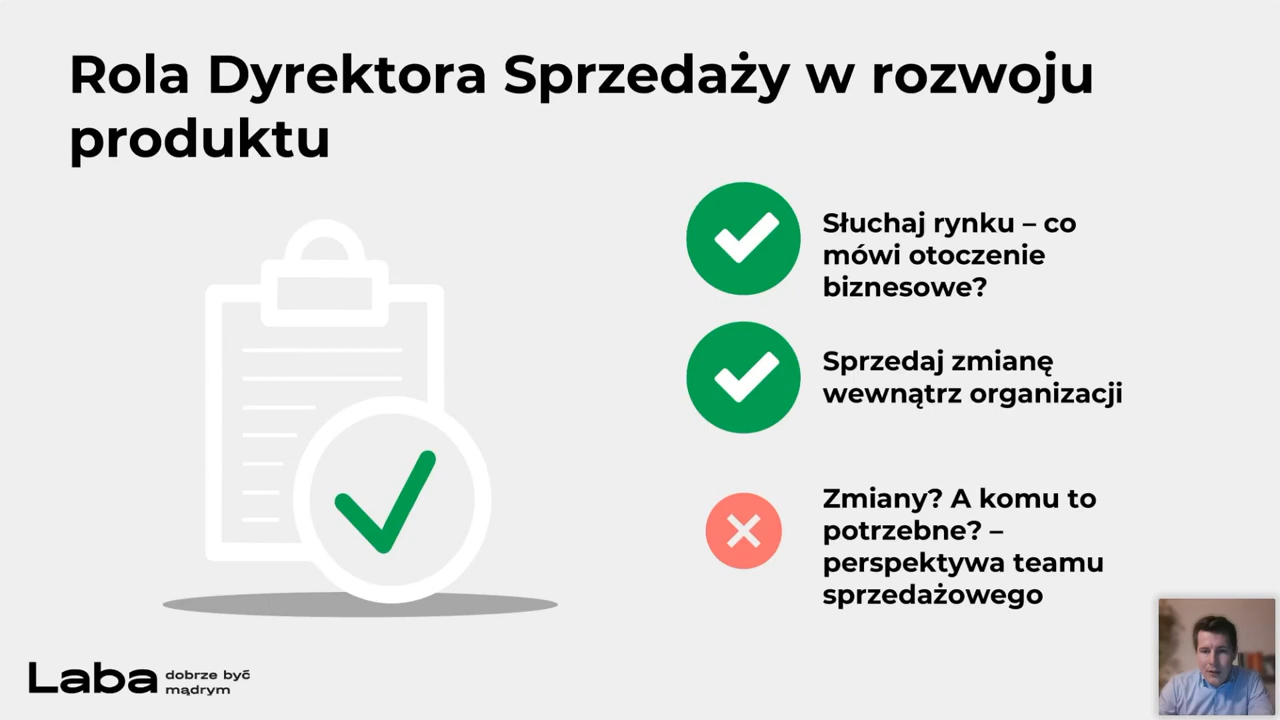 Rola Dyrektora Sprzedaży w rozwoju
produktu
Słuchaj rynku – co
mówi otoczenie
biznesowe?
Sprzedaj zmianę
wewnątrz organizacji
Zmiany? A komu to
potrzebne? –
perspektywa teamu
sprzedażowego
Laba
dobrze być
mądrym